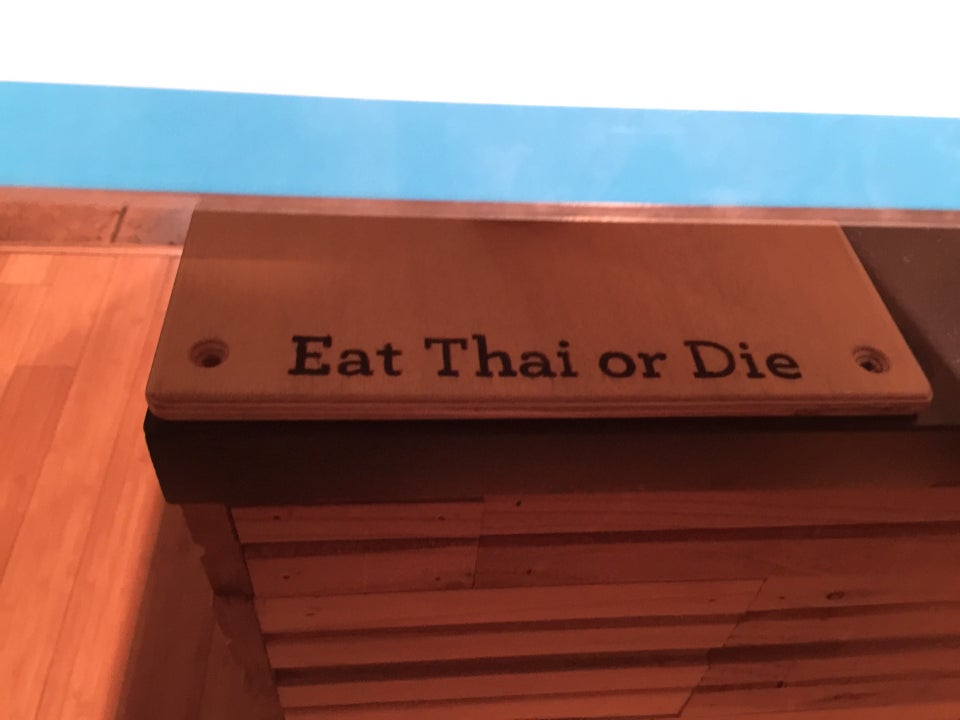 Eat Thai or Die